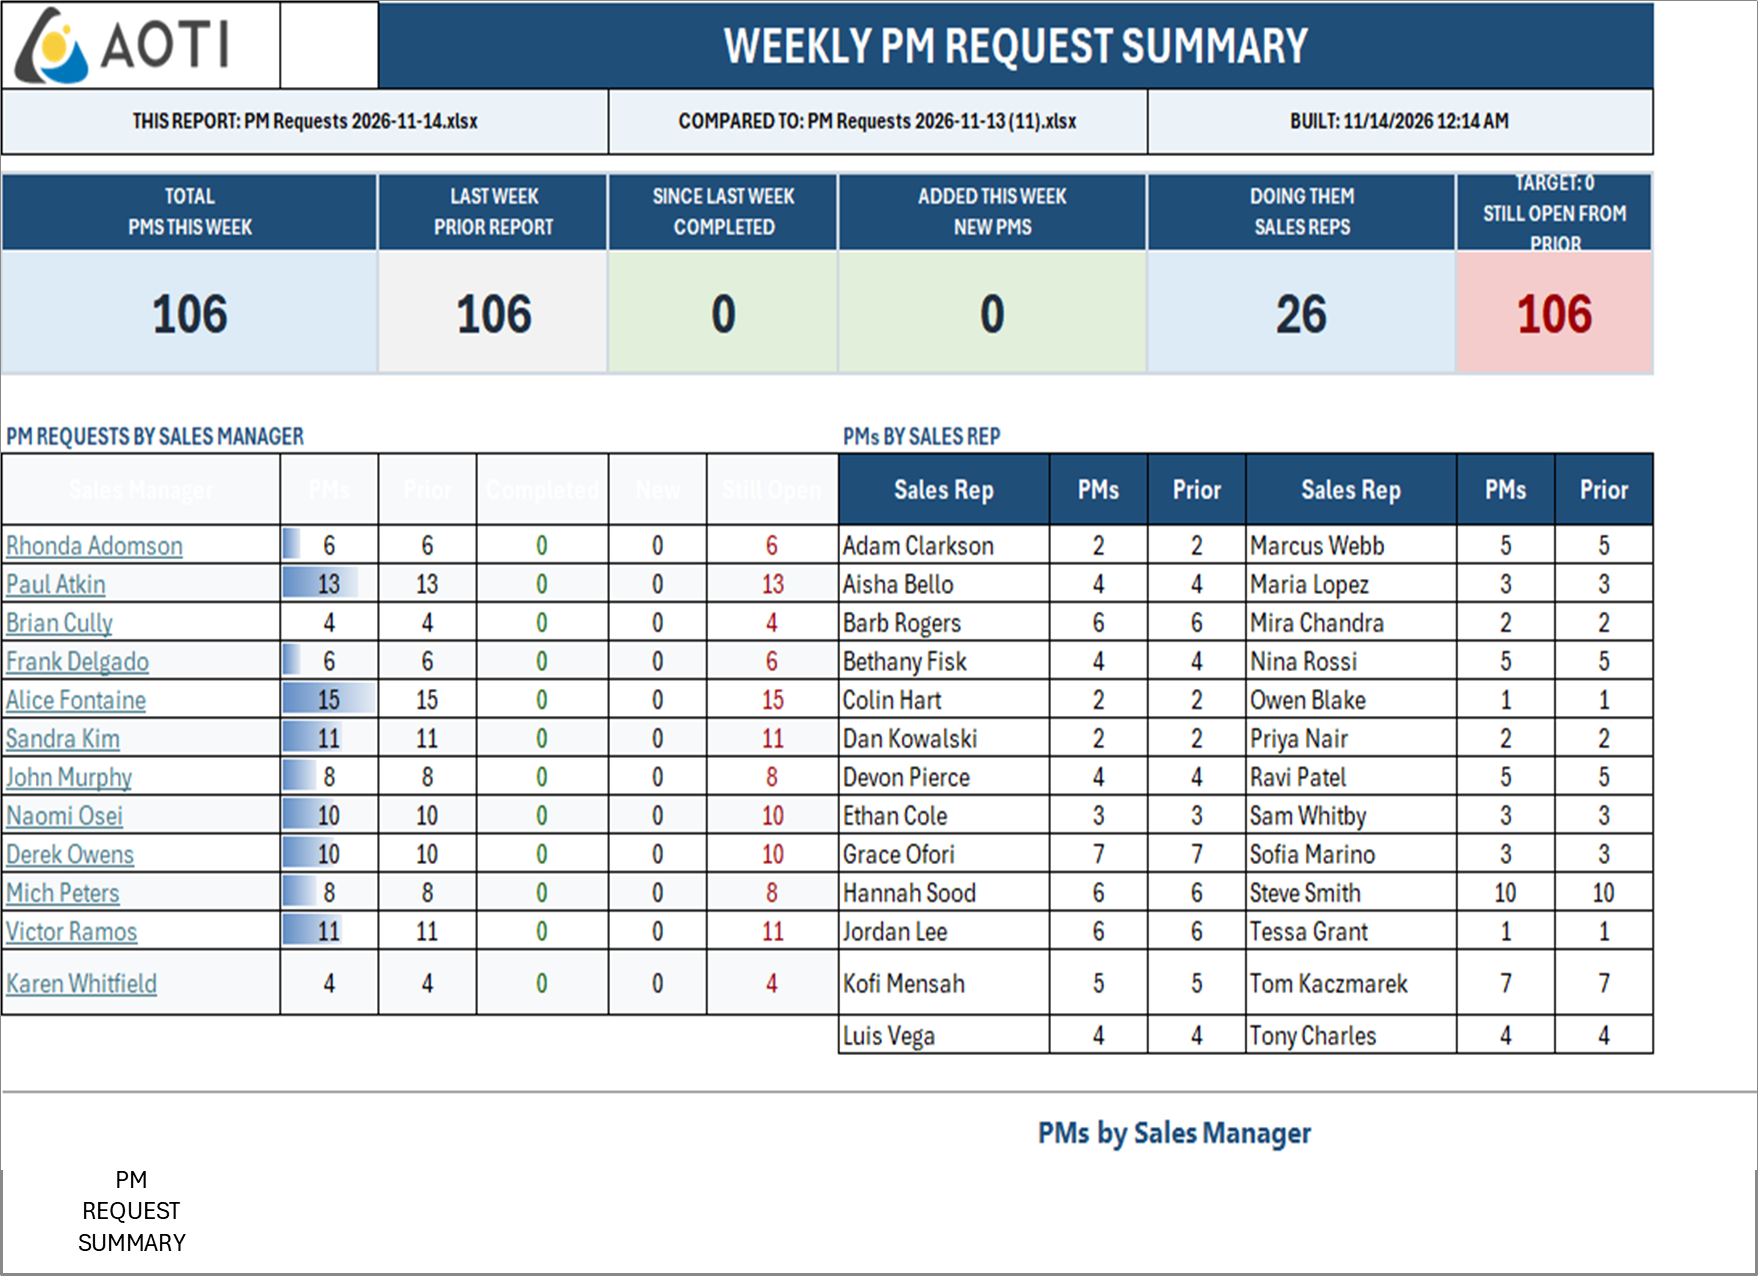 AOTI
WEEKLY PM REQUEST SUMMARY
THIS REPORT: PM Requests 2026-11-14.xlsx
COMPARED TO: PM Requests 2026-11-13 (11).xlsx
BUILT: 11/14/2026 12:14 AM
TOTAL
PMS THIS WEEK
LAST WEEK
PRIOR REPORT
SINCE LAST WEEK
COMPLETED
ADDED THIS WEEK
NEW PMS
DOING THEM
SALES REPS
TARGET: 0
STILL OPEN FROM
PRIOR
106 106 0 0 26 106
PM REQUESTS BY SALES MANAGER
PMs BY SALES REP
Sales Manager PMs Prior Completed New Still Open Sales Rep PMs Prior Sales Rep PMs Prior
Rhonda Adomson 6 6 0 0 6 Adam Clarkson 2 2 Marcus Webb 5 5
Paul Atkin 13 13 0 0 13 Aisha Bello 4 4 Maria Lopez 3 3
Brian Cully 4 4 0 0 4 Barb Rogers 6 6 Mira Chandra 2 2
Frank Delgado 6 6 0 0 6 Bethany Fisk 4 4 Nina Rossi 5 5
Alice Fontaine 15 15 0 0 15 Colin Hart 2 2 Owen Blake 1 1
Sandra Kim 11 11 0 0 11 Dan Kowalski 2 2 Priya Nair 2 2
John Murphy 8 8 0 0 8 Devon Pierce 4 4 Ravi Patel 5 5
Naomi Osei 10 10 0 0 10 Ethan Cole 3 3 Sam Whitby 3 3
Derek Owens 10 10 0 0 10 Grace Ofori 7 7 Sofia Marino 3 3
Mich Peters 8 8 0 0 8 Hannah Sood 6 6 Steve Smith 10 10
Victor Ramos 11 11 0 0 11 Jordan Lee 6 6 Tessa Grant 1 1
Karen Whitfield 4 4 0 0 4 Kofi Mensah 5 5 Tom Kaczmarek 7 7
Luis Vega 4 4 Tony Charles 4 4
PMs by Sales Manager
PM
REQUEST
SUMMARY